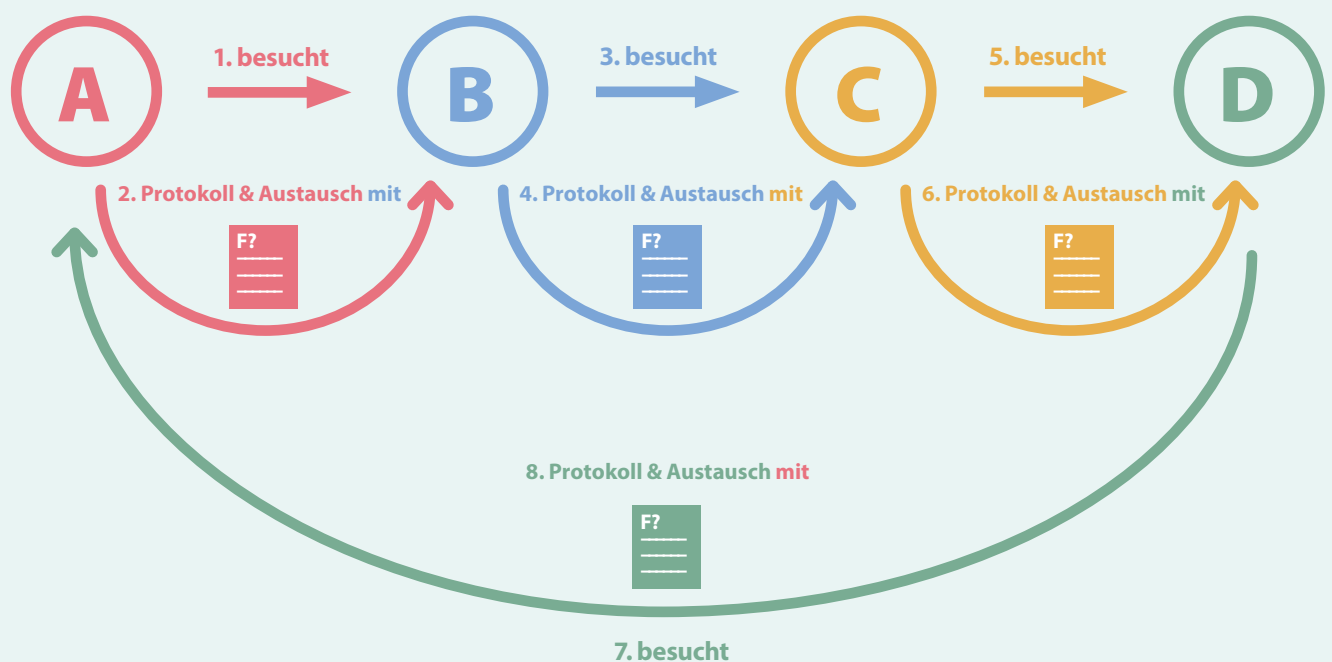 A
1. besucht
B
3. besucht
C
5. besucht
D
2. Protokoll & Austausch mit
4. Protokoll & Austausch mit
6. Protokoll & Austausch mit
F?
F?
F?
8. Protokoll & Austausch mit
F?
7. besucht